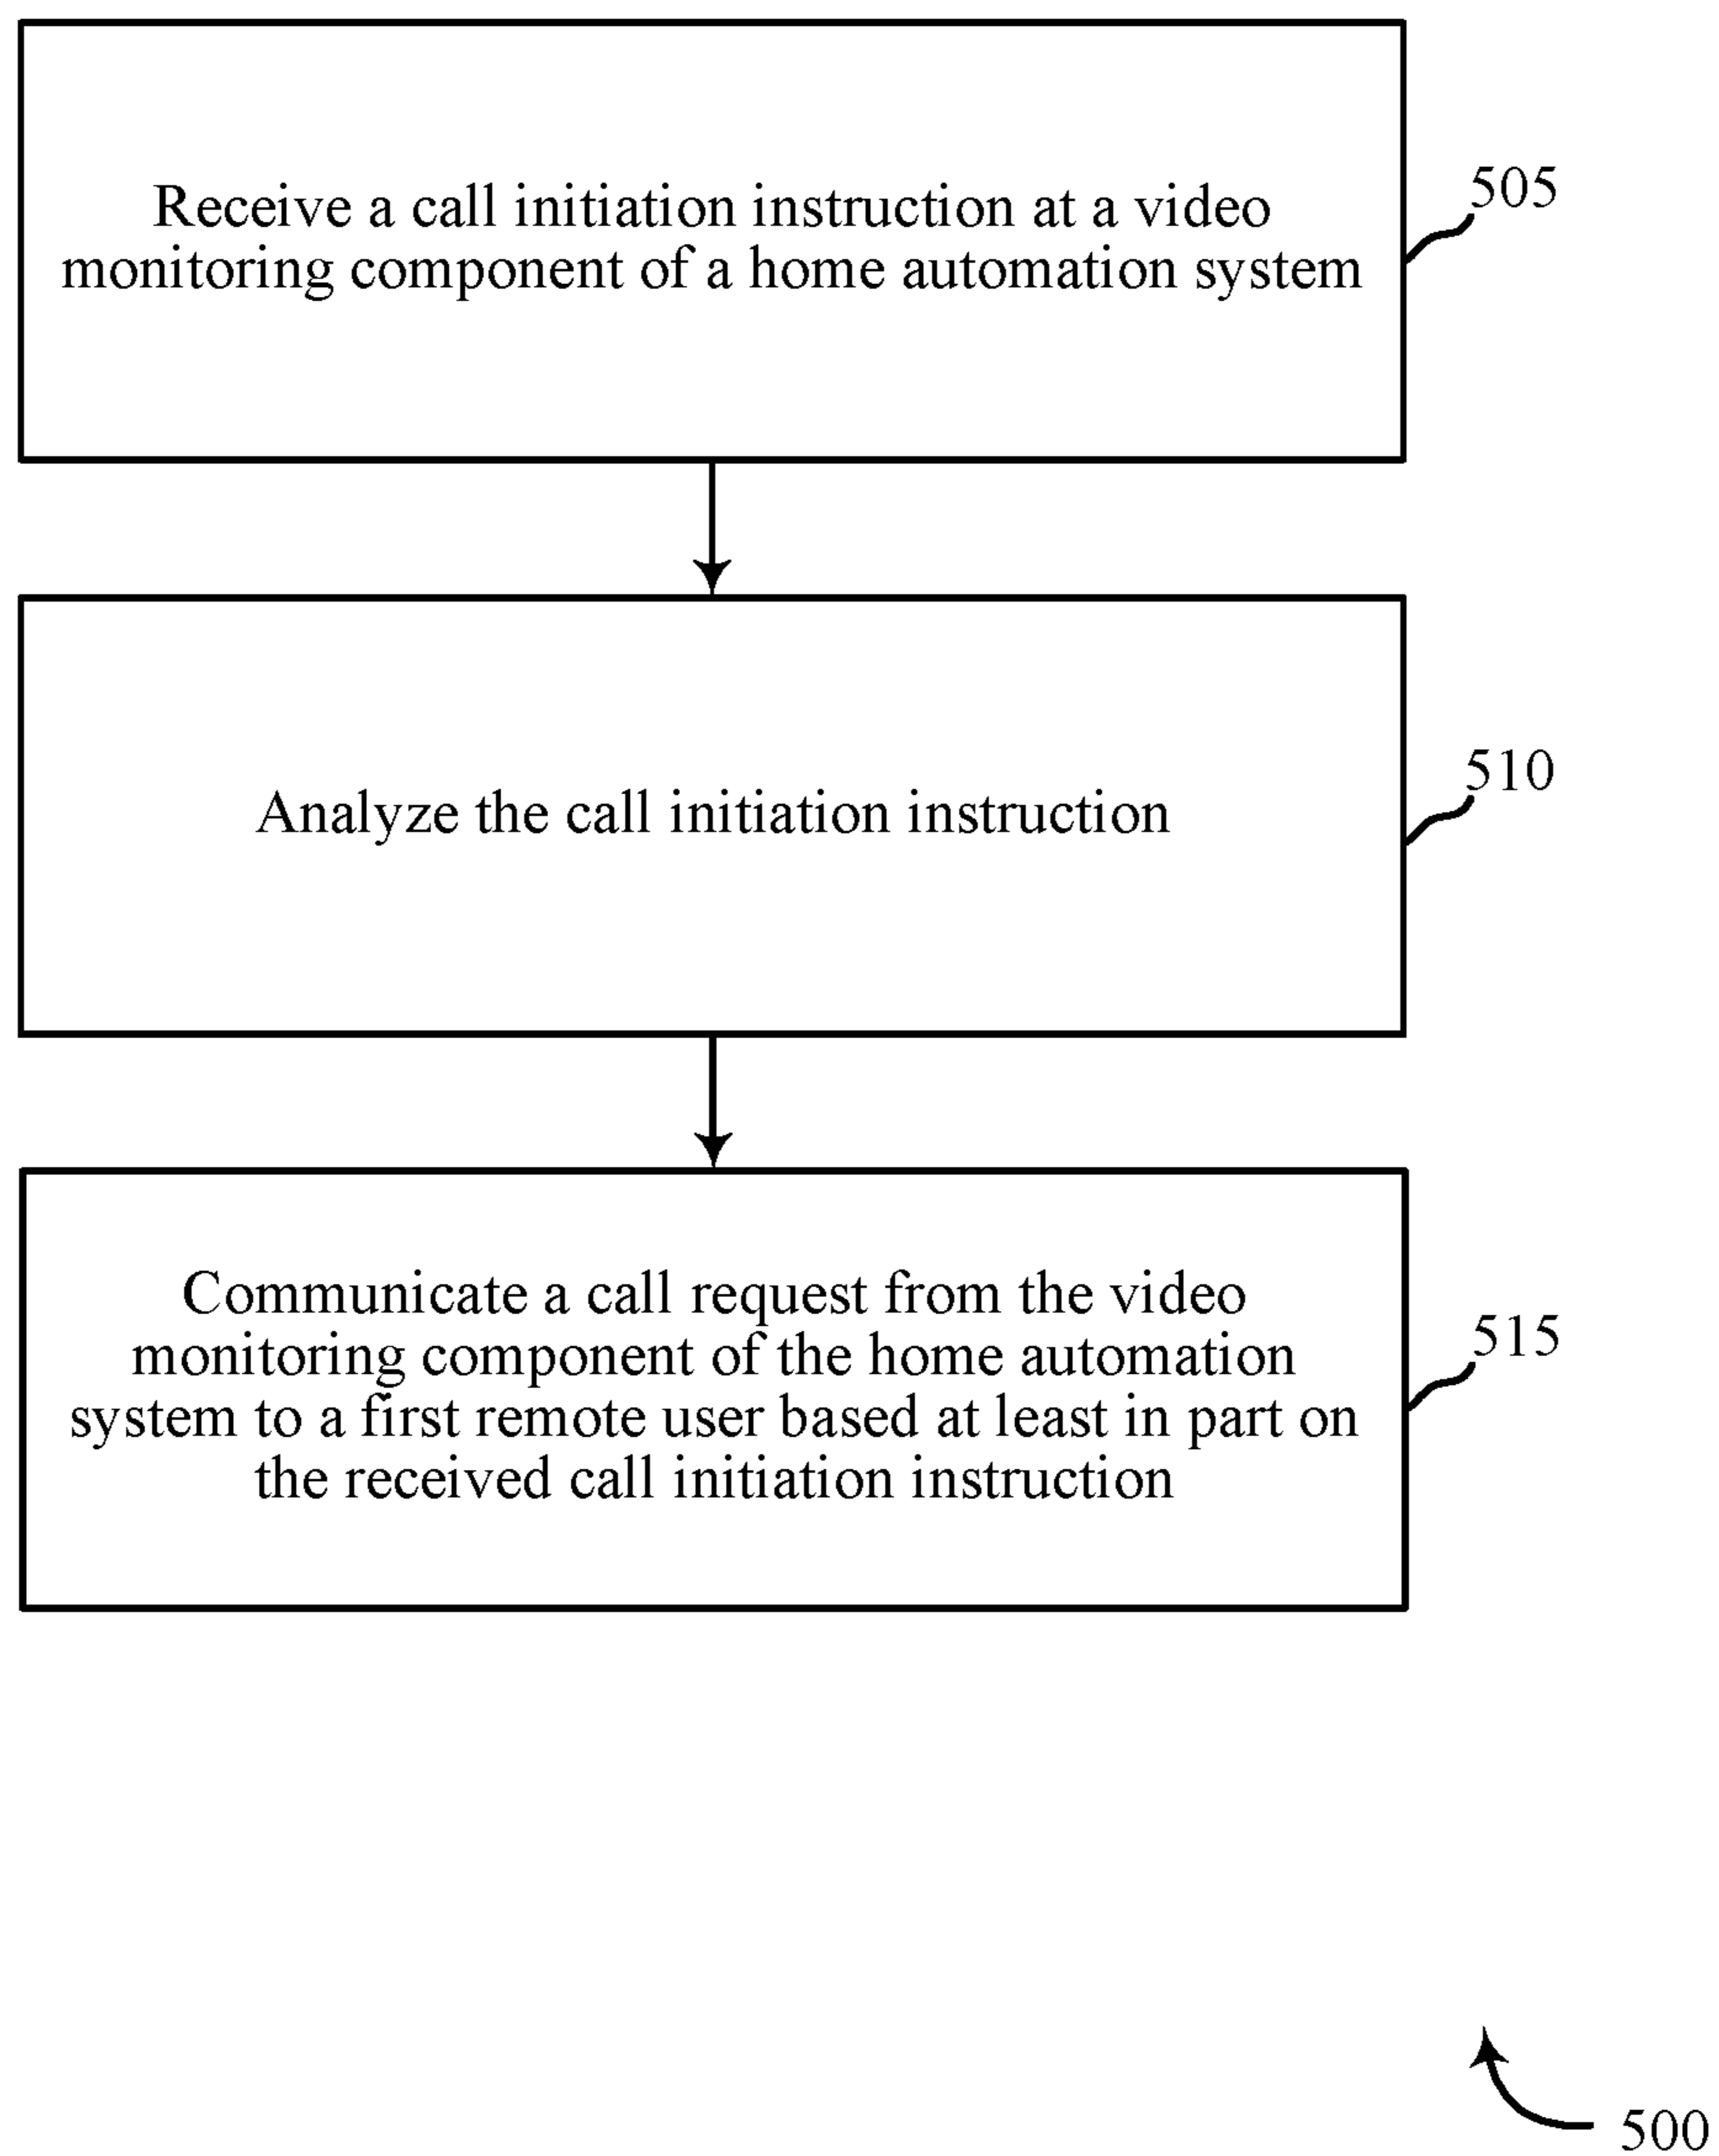 Receive a call initiation instruction at a video
monitoring component of a home automation system
505
Analyze the call initiation instruction
510
Communicate a call request from the video
monitoring component of the home automation
system to a first remote user based at least in part on
the received call initiation instruction
515
500